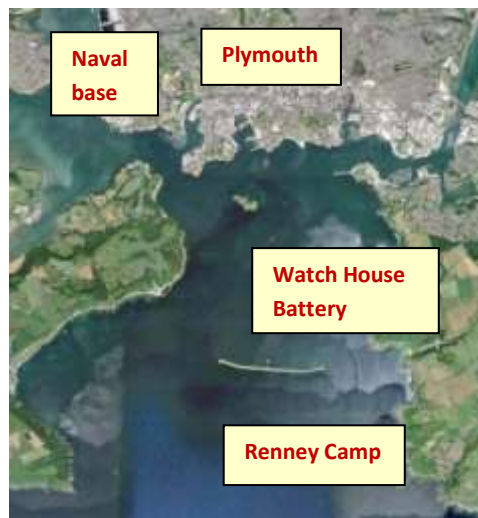 Naval
base
Plymouth
Watch House
Battery
Renney Camp